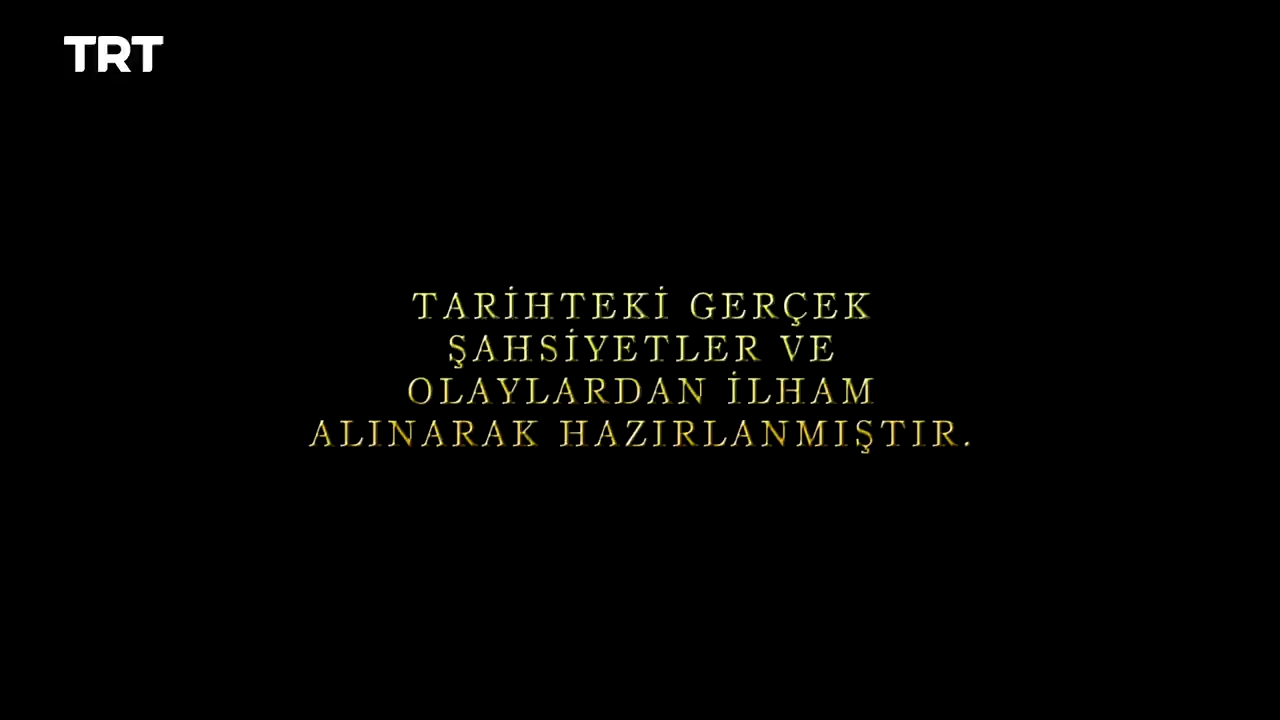 TRT
TARİHTEKİ GERÇEK
ŞAHSİYETLER VE
OLAYLARDAN İLHAM
ALINARAK HAZIRLANMIŞTIR.